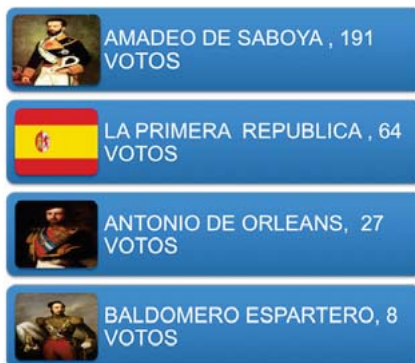 AMADEO DE SABOYA , 191
VOTOS
LA PRIMERA REPUBLICA , 64
VOTOS
ANTONIO DE ORLEANS, 27
VOTOS
BALDOMERO ESPARTERO, 8
VOTOS